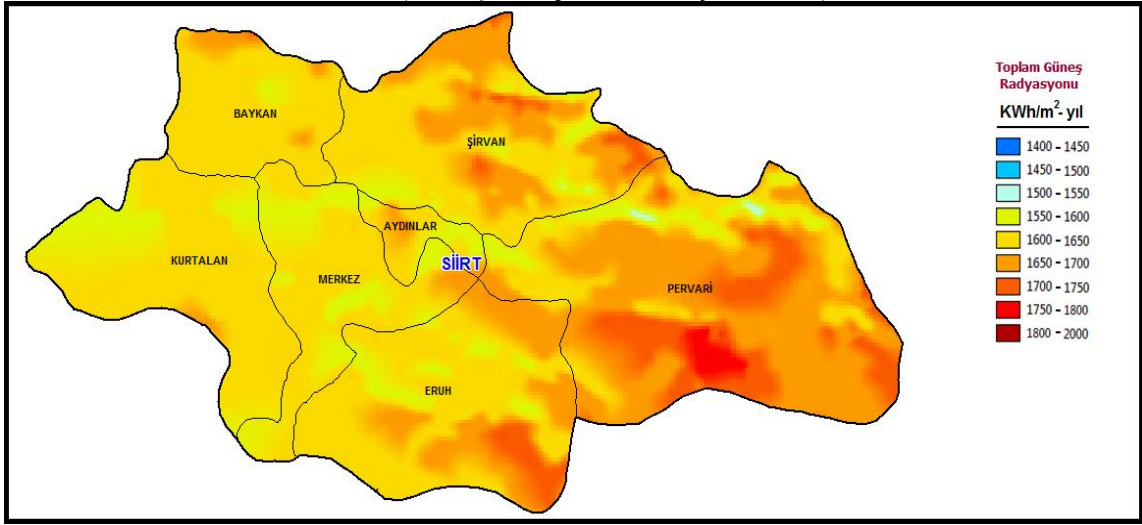 BAYKAN
ŞİRVAN
AYDINLAR
KURTALAN
MERKEZ
SİİRT
PERVARİ
ERUH
Toplam Güneş
Radyasyonu
KWh/m²- yıl
1400 - 1450
1450 - 1500
1500 - 1550
1550 - 1600
1600 - 1650
1650 - 1700
1700 - 1750
1750 - 1800
1800 - 2000